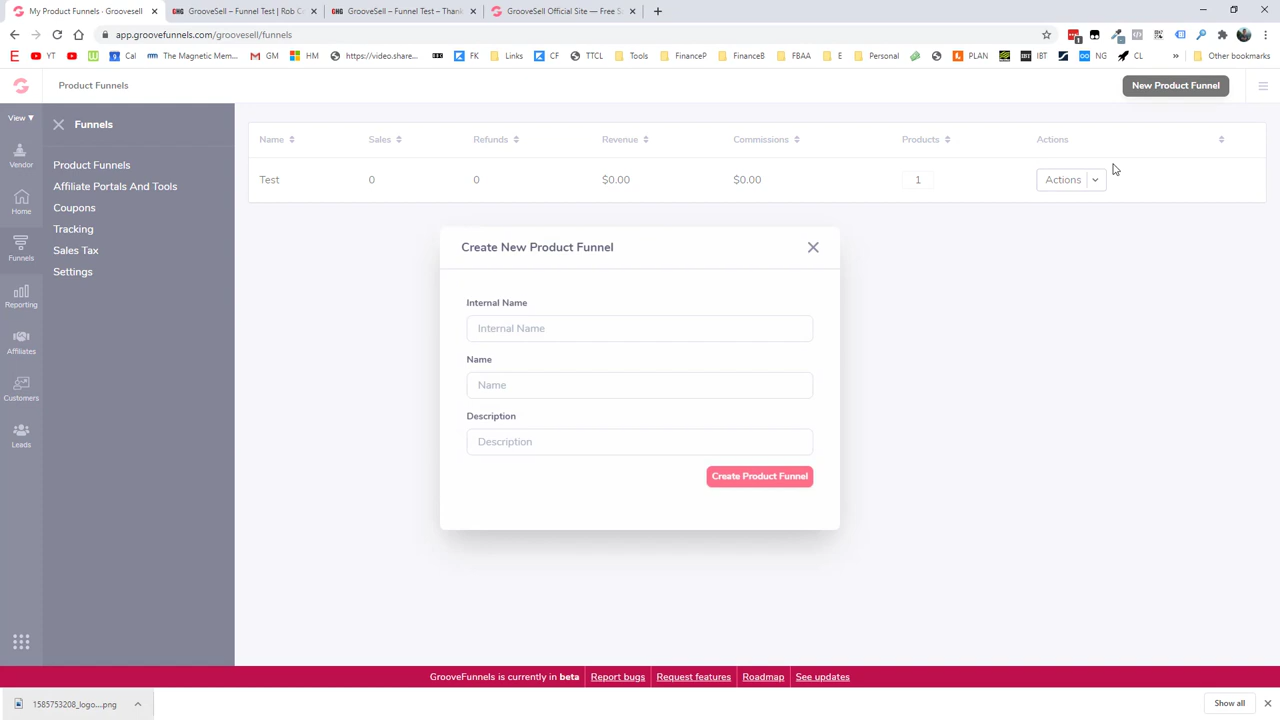 My Product Funnels - Groovesell
GrooveSell – Funnel Test | Rob C
GrooveSell – Funnel Test – Thank
GrooveSell Official Site — Free S
app.groovefunnels.com/groovesell/funnels
YT
Cal
The Magnetic Mem...
GM
HM
https://video.share...
FK
Links
CF
TTCL
Tools
FinanceP
FinanceB
FBAA
E
Personal
PLAN
IBT
NG
CL
»
Other bookmarks
Product Funnels
New Product Funnel
View
Vendor
Home
Funnels
Reporting
Affiliates
Customers
Leads
Funnels
Product Funnels
Affiliate Portals And Tools
Coupons
Tracking
Sales Tax
Settings
Name Sales Refunds Revenue Commissions Products Actions
Test 0 0 $0.00 $0.00 1 Actions
Create New Product Funnel
Internal Name
Internal Name
Name
Name
Description
Description
Create Product Funnel
GrooveFunnels is currently in beta Report bugs Request features Roadmap See updates
1585753208_logo....png
Show all